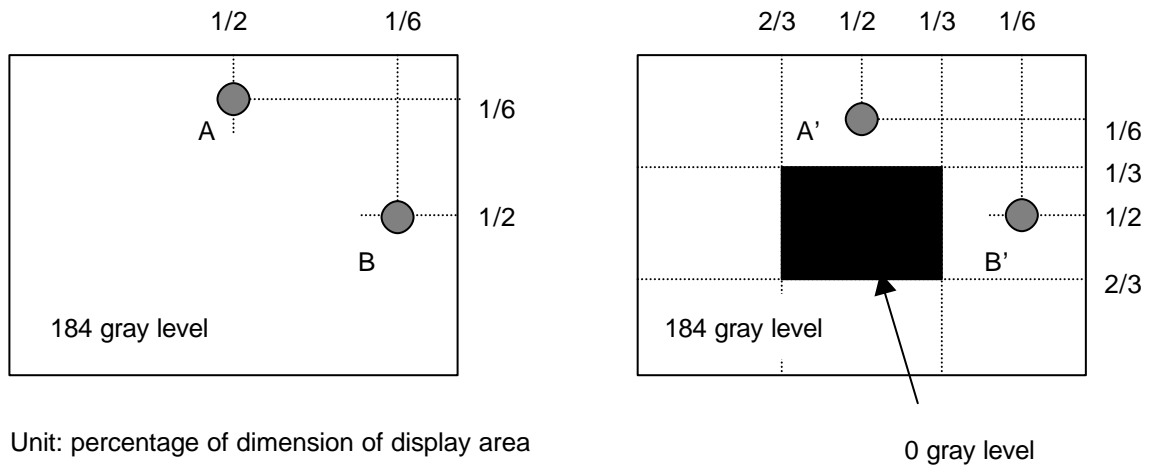 1/2 1/6
1/6
A
1/2
B
184 gray level
Unit: percentage of dimension of display area
2/3 1/2 1/3 1/6
A’ 1/6
1/3
1/2
B’
2/3
184 gray level
0 gray level